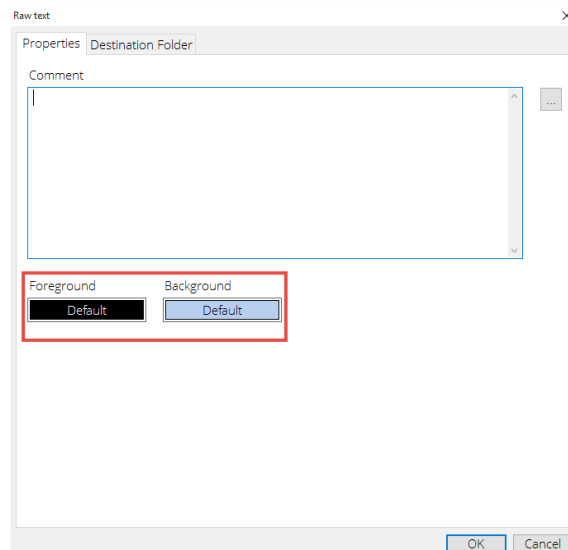 Raw text
Properties Destination Folder
Comment
...
Foreground Background
Default Default
OK Cancel